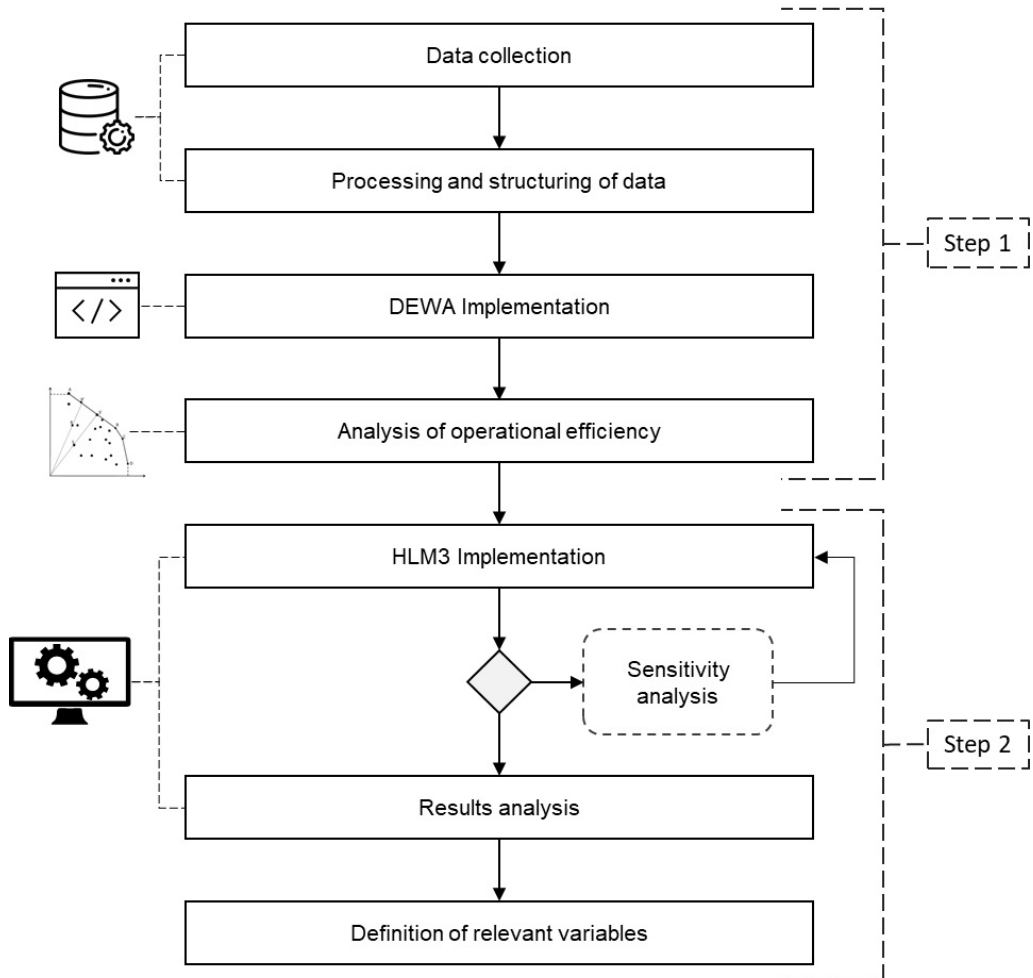 Data collection
Processing and structuring of data
Step 1
DEWA Implementation
</>
Analysis of operational efficiency
HLM3 Implementation
Sensitivity
analysis
Step 2
Results analysis
Definition of relevant variables